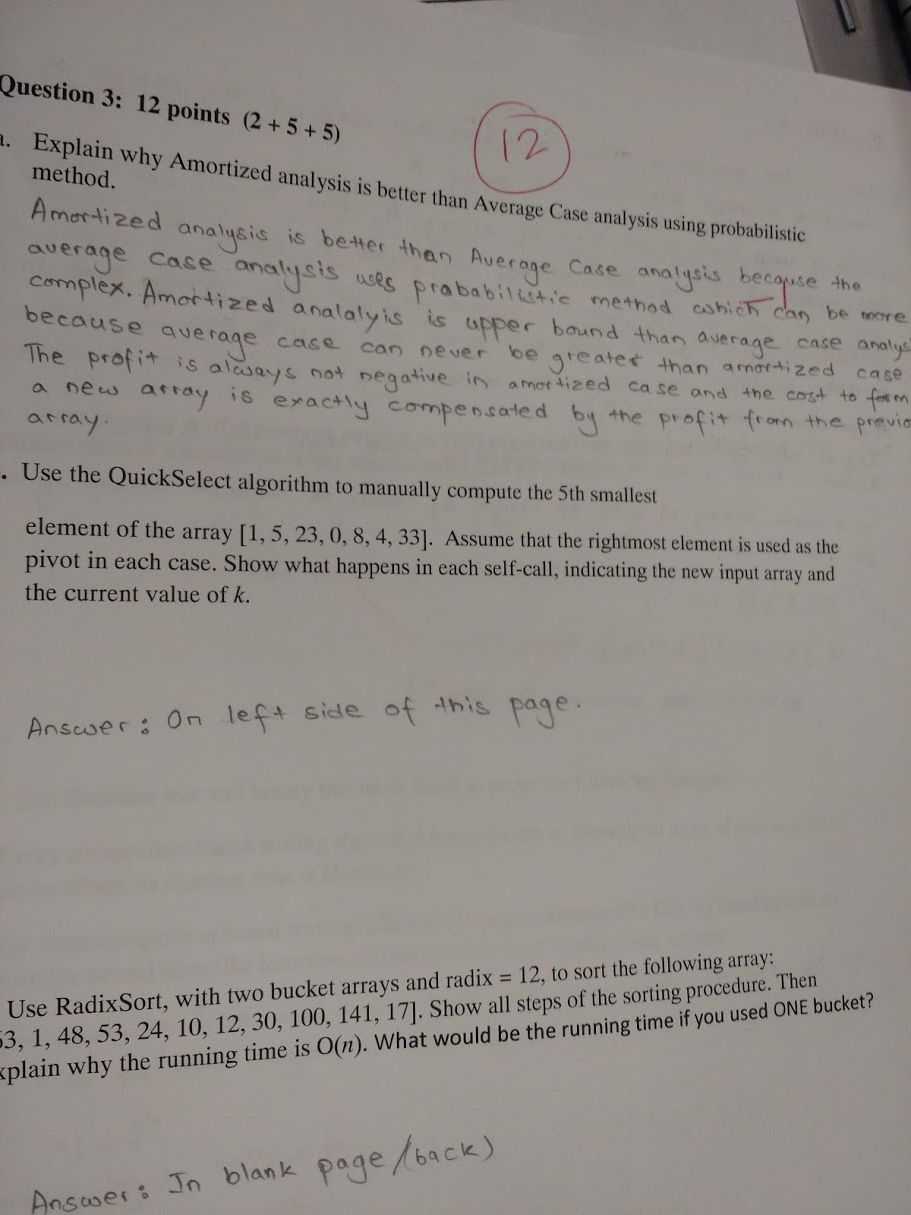 Question 3: 12 points (2 + 5 + 5)
12
a. Explain why Amortized analysis is better than Average Case analysis using probabilistic
method.
Amortized analysis is better than Average Case analysis because the
average case analysis uses probabilistic method which can be more
complex. Amortized analalyis is upper bound than average case analys
because average case can never be greater than amortized case
The profit is always not negative in amortized case and the cost to form
a new array is exactly compensated by the profit from the previo
array.
. Use the QuickSelect algorithm to manually compute the 5th smallest
element of the array [1, 5, 23, 0, 8, 4, 33]. Assume that the rightmost element is used as the
pivot in each case. Show what happens in each self-call, indicating the new input array and
the current value of k.
Answer: On left side of this page.
Use RadixSort, with two bucket arrays and radix = 12, to sort the following array:
53, 1, 48, 53, 24, 10, 12, 30, 100, 141, 17]. Show all steps of the sorting procedure. Then
xplain why the running time is O(n). What would be the running time if you used ONE bucket?
Answer: In blank page (back)